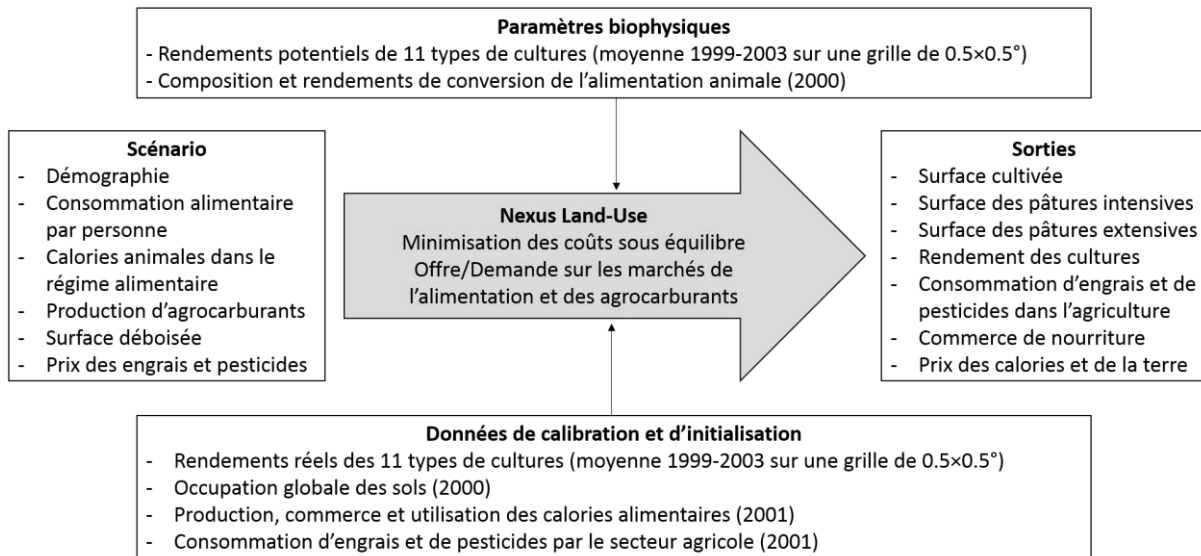 Paramètres biophysiques
- Rendements potentiels de 11 types de cultures (moyenne 1999-2003 sur une grille de 0.5×0.5°)
- Composition et rendements de conversion de l'alimentation animale (2000)
Scénario
- Démographie
- Consommation alimentaire
par personne
- Calories animales dans le
régime alimentaire
- Production d'agrocarburants
- Surface déboisée
- Prix des engrais et pesticides
Nexus Land-Use
Minimisation des coûts sous équilibre
Offre/Demande sur les marchés de
l'alimentation et des agrocarburants
Sorties
- Surface cultivée
- Surface des pâtures intensives
- Surface des pâtures extensives
- Rendement des cultures
- Consommation d'engrais et de
pesticides dans l'agriculture
- Commerce de nourriture
- Prix des calories et de la terre
Données de calibration et d'initialisation
- Rendements réels des 11 types de cultures (moyenne 1999-2003 sur une grille de 0.5×0.5°)
- Occupation globale des sols (2000)
- Production, commerce et utilisation des calories alimentaires (2001)
- Consommation d'engrais et de pesticides par le secteur agricole (2001)